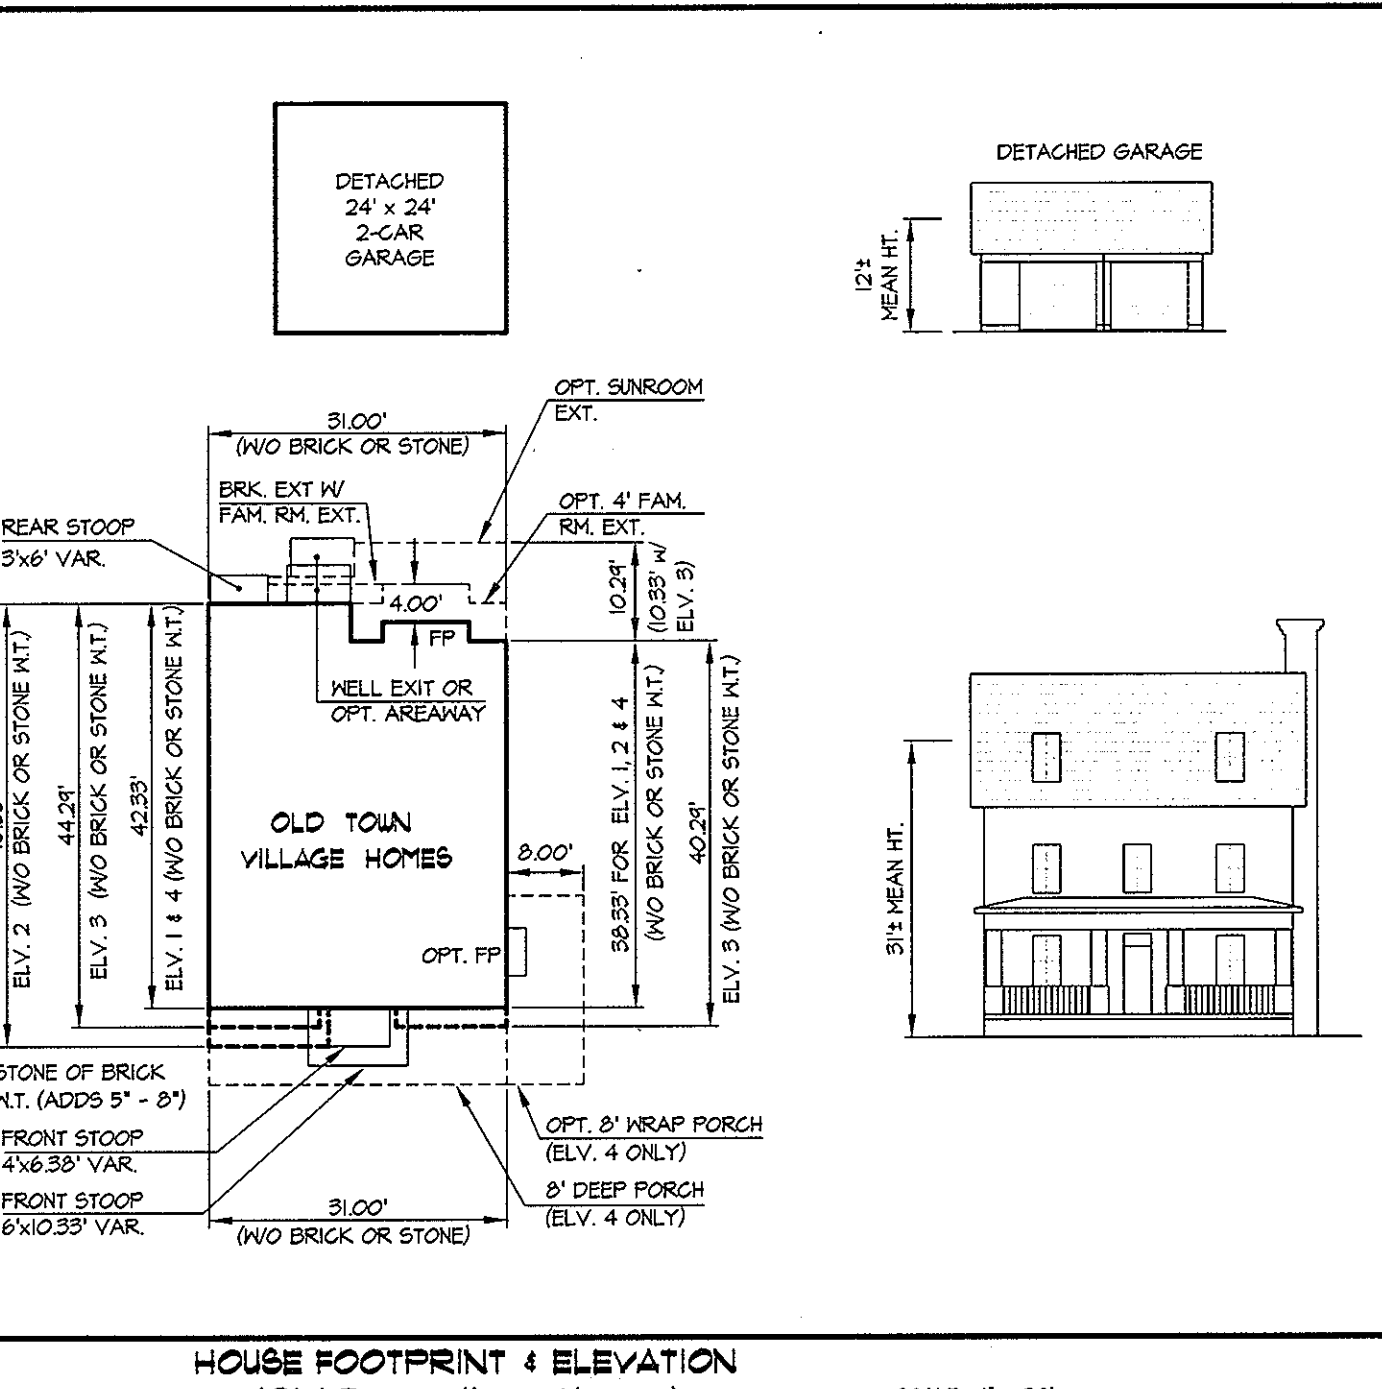 DETACHED
24' x 24'
2-CAR
GARAGE
DETACHED GARAGE
12'±
MEAN HT.
OPT. SUNROOM
EXT.
31.00'
(W/O BRICK OR STONE)
BRK. EXT W/
FAM. RM. EXT.
OPT. 4' FAM.
RM. EXT.
REAR STOOP
3'x6' VAR.
4.00'
FP
10.29'
(10.33' W/
ELV. 3)
WELL EXIT OR
OPT. AREAWAY
ELV. 2 (W/O BRICK OR STONE W.T.)
44.29'
ELV. 3 (W/O BRICK OR STONE W.T.)
42.33'
ELV. 1 & 4 (W/O BRICK OR STONE W.T.)
OLD TOWN
VILLAGE HOMES
8.00'
OPT. FP
38.33' FOR ELV. 1, 2 & 4
(W/O BRICK OR STONE W.T.)
40.29'
ELV. 3 (W/O BRICK OR STONE W.T.)
31'± MEAN HT.
STONE OF BRICK
W.T. (ADDS 5" - 8")
FRONT STOOP
4'x6.38' VAR.
FRONT STOOP
6'x10.33' VAR.
OPT. 8' WRAP PORCH
(ELV. 4 ONLY)
8' DEEP PORCH
(ELV. 4 ONLY)
31.00'
(W/O BRICK OR STONE)
HOUSE FOOTPRINT & ELEVATION